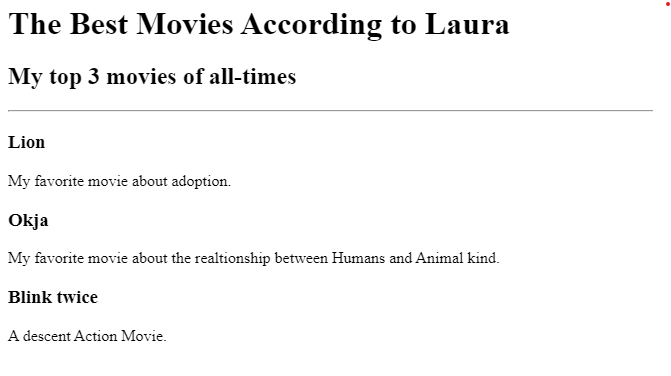 The Best Movies According to Laura
My top 3 movies of all-times
Lion
My favorite movie about adoption.
Okja
My favorite movie about the realtionship between Humans and Animal kind.
Blink twice
A descent Action Movie.